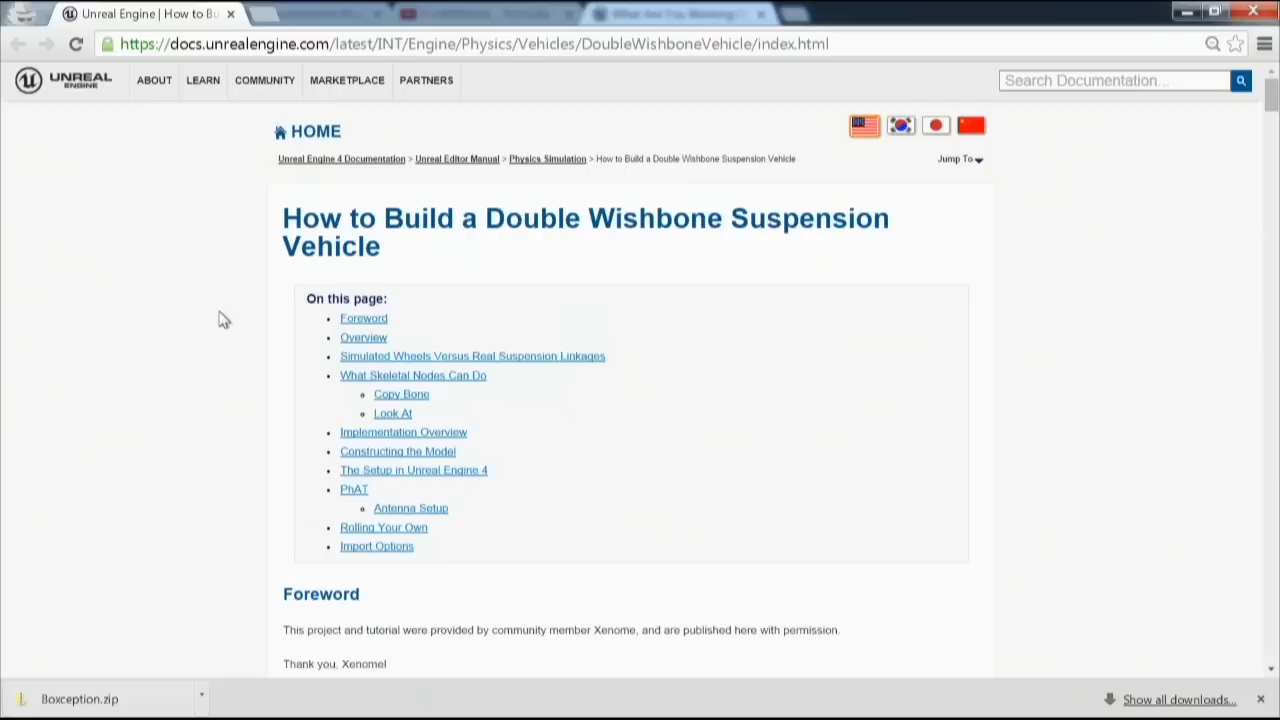 Unreal Engine | How to Bu
https://docs.unrealengine.com/latest/INT/Engine/Physics/Vehicles/DoubleWishboneVehicle/index.html
UNREAL
ENGINE
ABOUT
LEARN
COMMUNITY
MARKETPLACE
PARTNERS
Search Documentation...
HOME
Unreal Engine 4 Documentation > Unreal Editor Manual > Physics Simulation > How to Build a Double Wishbone Suspension Vehicle
Jump To
How to Build a Double Wishbone Suspension
Vehicle
On this page:
Foreword
Overview
Simulated Wheels Versus Real Suspension Linkages
What Skeletal Nodes Can Do
Copy Bone
Look At
Implementation Overview
Constructing the Model
The Setup in Unreal Engine 4
PhAT
Antenna Setup
Rolling Your Own
Import Options
Foreword
This project and tutorial were provided by community member Xenome, and are published here with permission.
Thank you, Xenome!
Boxception.zip
Show all downloads...